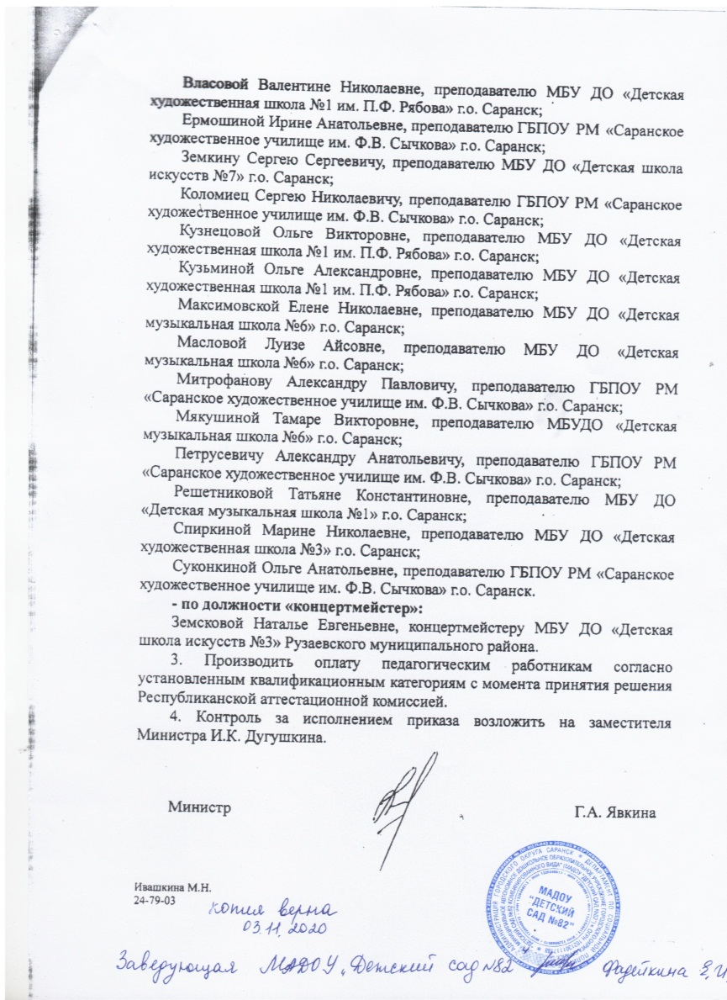 Власовой Валентине Николаевне, преподавателю МБУ ДО «Детская
художественная школа №1 им. П.Ф. Рябова» г.о. Саранск;
Ермошиной Ирине Анатольевне, преподавателю ГБПОУ РМ «Саранское
художественное училище им. Ф.В. Сычкова» г.о. Саранск;
Земкину Сергею Сергеевичу, преподавателю МБУ ДО «Детская школа
искусств №7» г.о. Саранск;
Коломиец Сергею Николаевичу, преподавателю ГБПОУ РМ «Саранское
художественное училище им. Ф.В. Сычкова» г.о. Саранск;
Кузнецовой Ольге Викторовне, преподавателю МБУ ДО «Детская
художественная школа №1 им. П.Ф. Рябова» г.о. Саранск;
Кузьминой Ольге Александровне, преподавателю МБУ ДО «Детская
художественная школа №1 им. П.Ф. Рябова» г.о. Саранск;
Максимовской Елене Николаевне, преподавателю МБУ ДО «Детская
музыкальная школа №6» г.о. Саранск;
Масловой Луизе Айсовне, преподавателю МБУ ДО «Детская
музыкальная школа №6» г.о. Саранск;
Митрофанову Александру Павловичу, преподавателю ГБПОУ РМ
«Саранское художественное училище им. Ф.В. Сычкова» г.о. Саранск;
Мякушиной Тамаре Викторовне, преподавателю МБУДО «Детская
музыкальная школа №6» г.о. Саранск;
Петрусевичу Александру Анатольевичу, преподавателю ГБПОУ РМ
«Саранское художественное училище им. Ф.В. Сычкова» г.о. Саранск;
Решетниковой Татьяне Константиновне, преподавателю МБУ ДО
«Детская музыкальная школа №1» г.о. Саранск;
Спиркиной Марине Николаевне, преподавателю МБУ ДО «Детская
художественная школа №3» г.о. Саранск;
Суконкиной Ольге Анатольевне, преподавателю ГБПОУ РМ «Саранское
художественное училище им. Ф.В. Сычкова» г.о. Саранск.
- по должности «концертмейстер»:
Земсковой Наталье Евгеньевне, концертмейстеру МБУ ДО «Детская
школа искусств №3» Рузаевского муниципального района.
3. Производить оплату педагогическим работникам согласно
установленным квалификационным категориям с момента принятия решения
Республиканской аттестационной комиссией.
4. Контроль за исполнением приказа возложить на заместителя
Министра И.К. Дугушкина.
Министр Г.А. Явкина
Ивашкина М.Н.
24-79-03
копия верна
03.11.2020
МАДОУ
"ДЕТСКИЙ
САД №82"
Заведующая МАДОУ „Детский сад №82 Фадейкина Е.И.